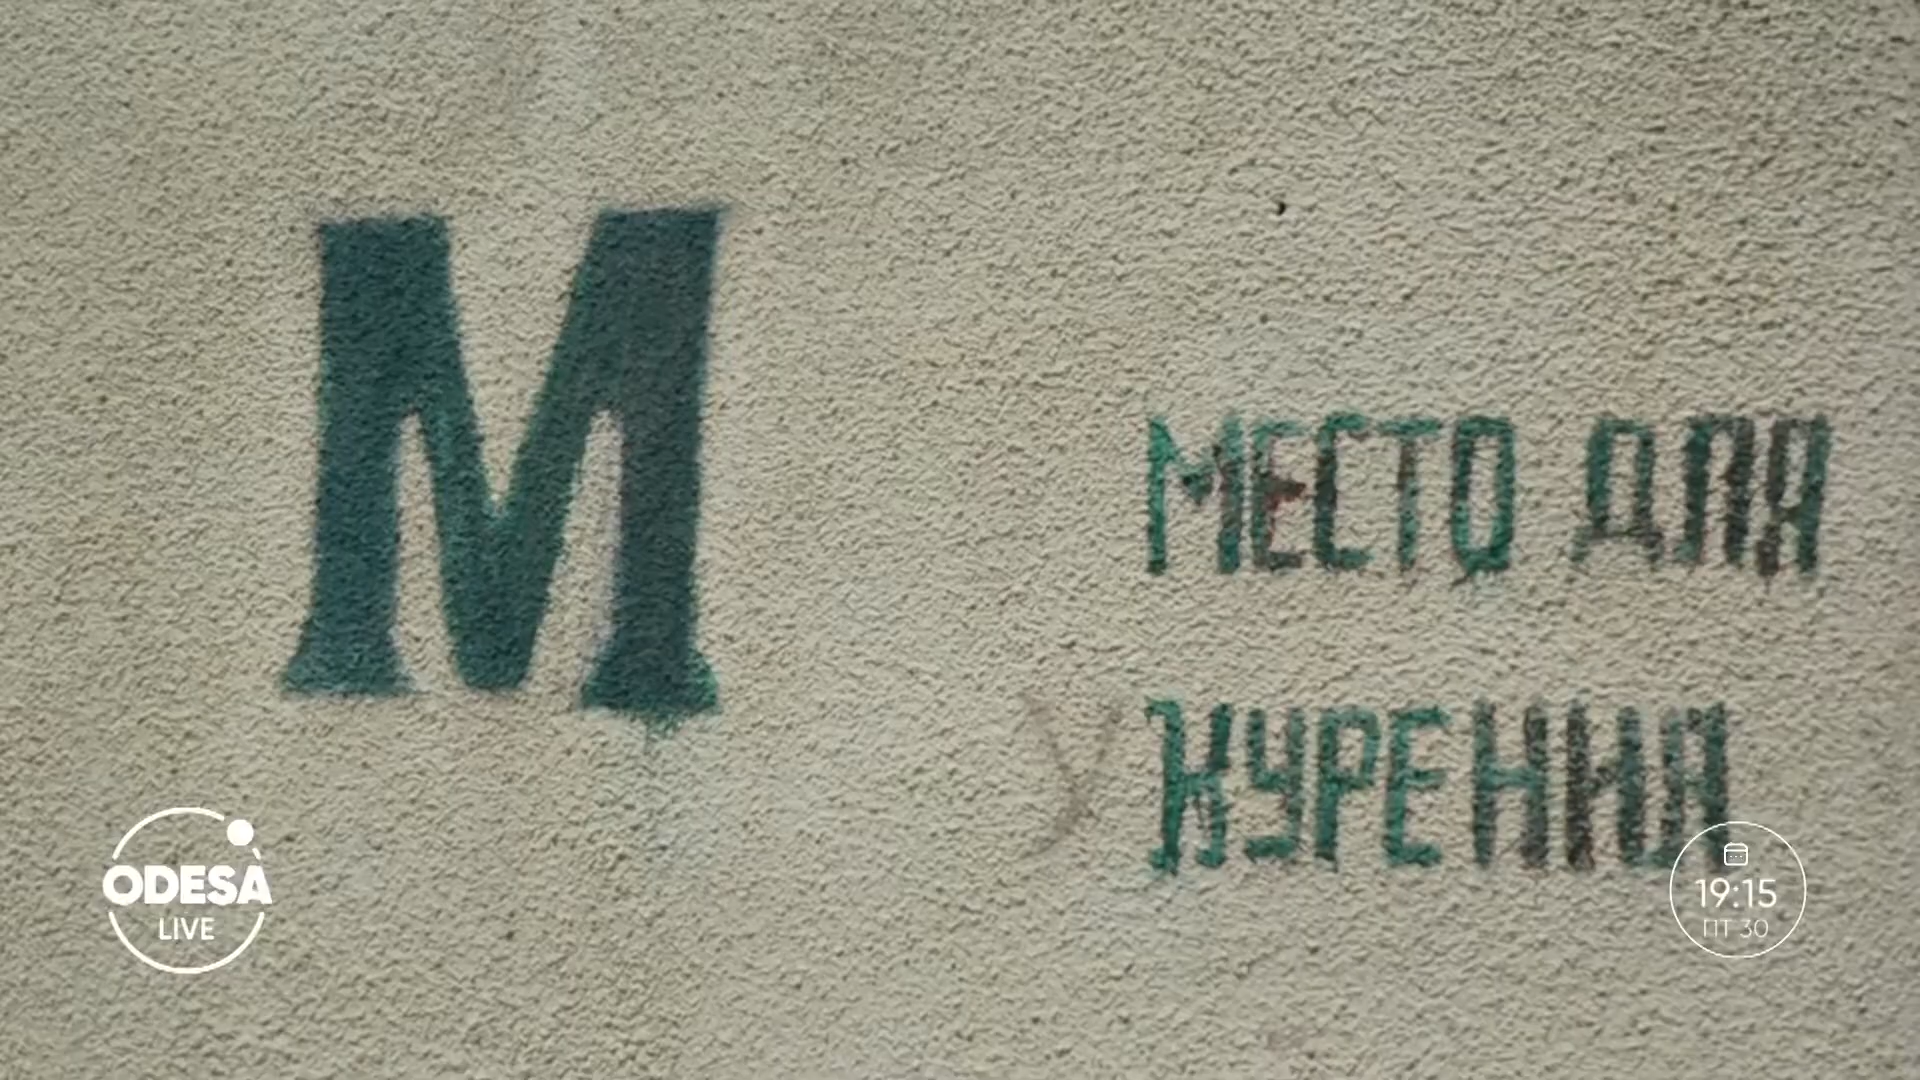 М
МЕСТО ДЛЯ
КУРЕНИЯ
ODESA
LIVE
19:15
ПТ 30